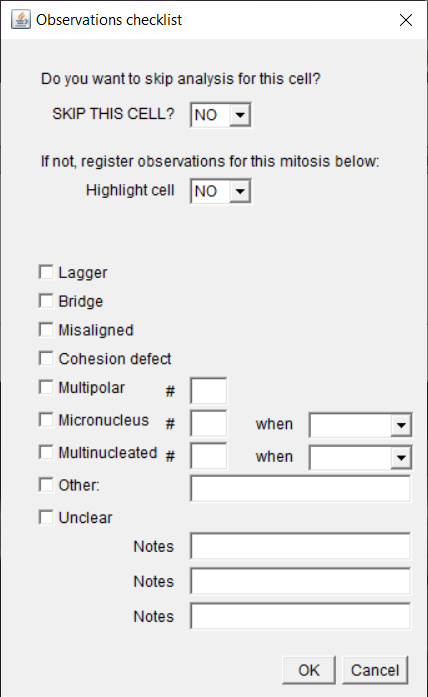 Observations checklist
Do you want to skip analysis for this cell?
SKIP THIS CELL? NO
If not, register observations for this mitosis below:
Highlight cell NO
Lagger
Bridge
Misaligned
Cohesion defect
Multipolar #
Micronucleus # when
Multinucleated # when
Other:
Unclear
Notes
Notes
Notes
OK Cancel